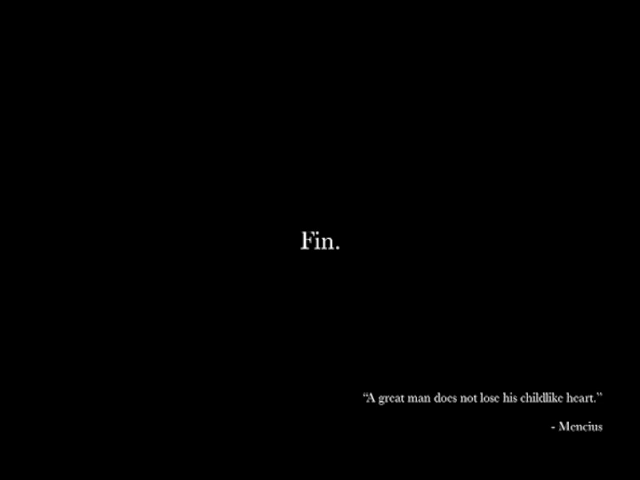 Fin.
“A great man does not lose his childlike heart.”
- Mencius